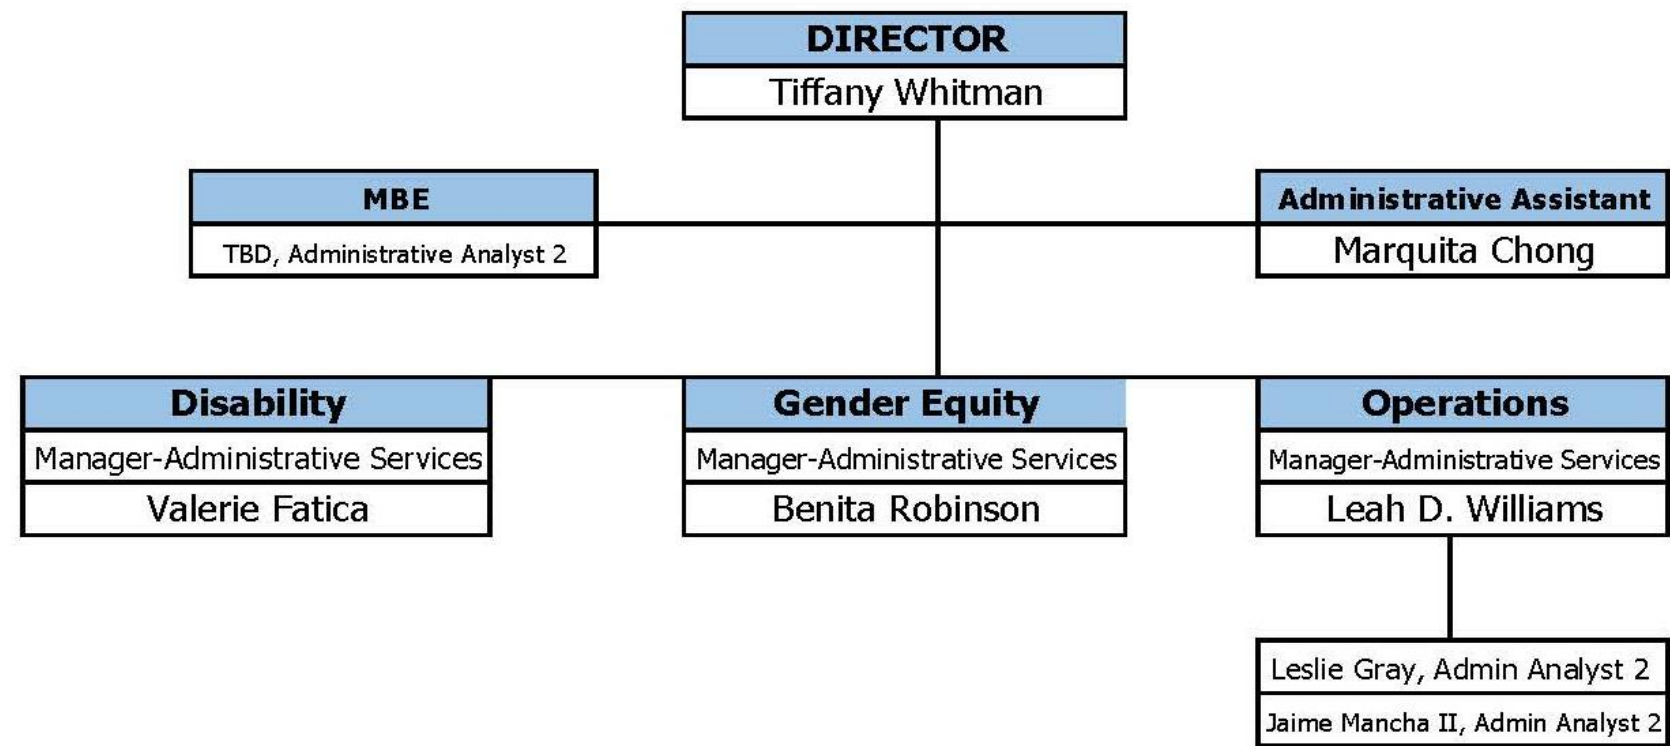 DIRECTOR
Tiffany Whitman
MBE
TBD, Administrative Analyst 2
Administrative Assistant
Marquita Chong
Disability
Manager-Administrative Services
Valerie Fatica
Gender Equity
Manager-Administrative Services
Benita Robinson
Operations
Manager-Administrative Services
Leah D. Williams
Leslie Gray, Admin Analyst 2
Jaime Mancha II, Admin Analyst 2